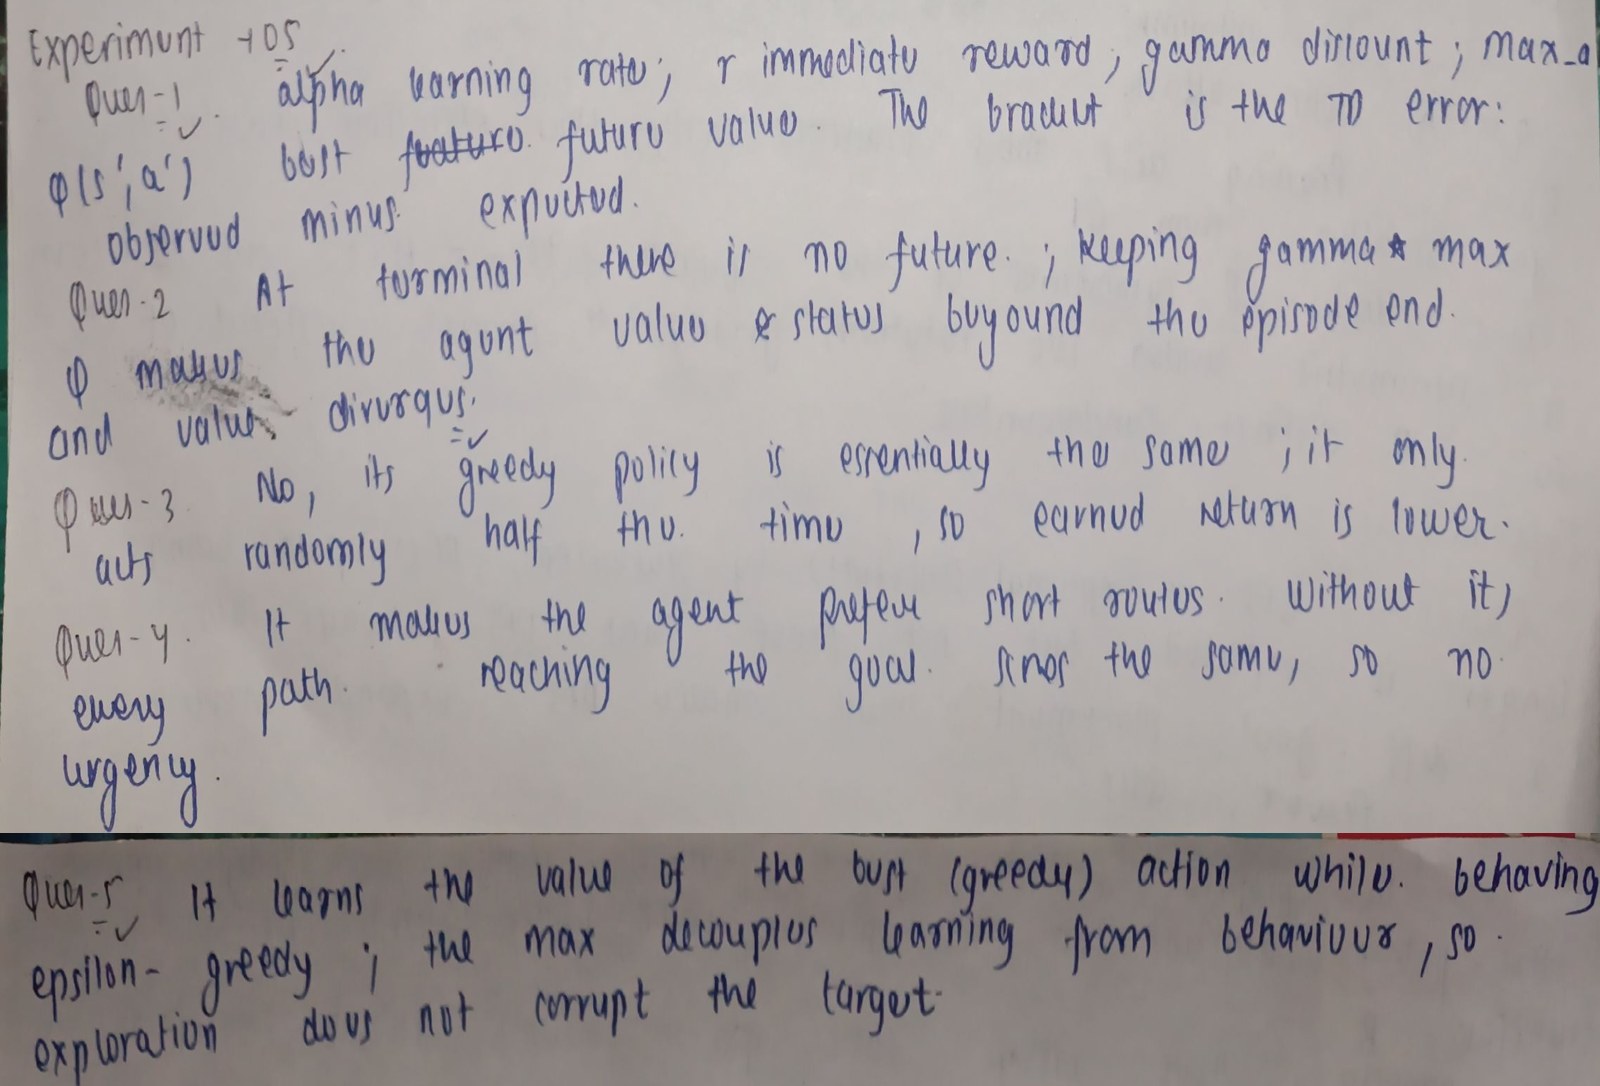 Experiment → 05
Ques-1. alpha learning rate; r immediate reward; gamma discount; max_a
Q(s',a') best future value. The bracket is the TD error:
observed minus expected.
Ques-2 At terminal there is no future; keeping gamma * max
Q makes the agent value states beyound the episode end.
and values diverges.
Ques-3 No, its greedy policy is essentially the same; it only
acts randomly half the time, so earned return is lower.
Ques-4. It makes the agent prefere short routes. Without it,
every path reaching the goal the same, so no
urgency.
Ques-5 It learns the value of the best (greedy) action while behaving
epsilon-greedy; the max decouples learning from behaviour, so
exploration does not corrupt the target.